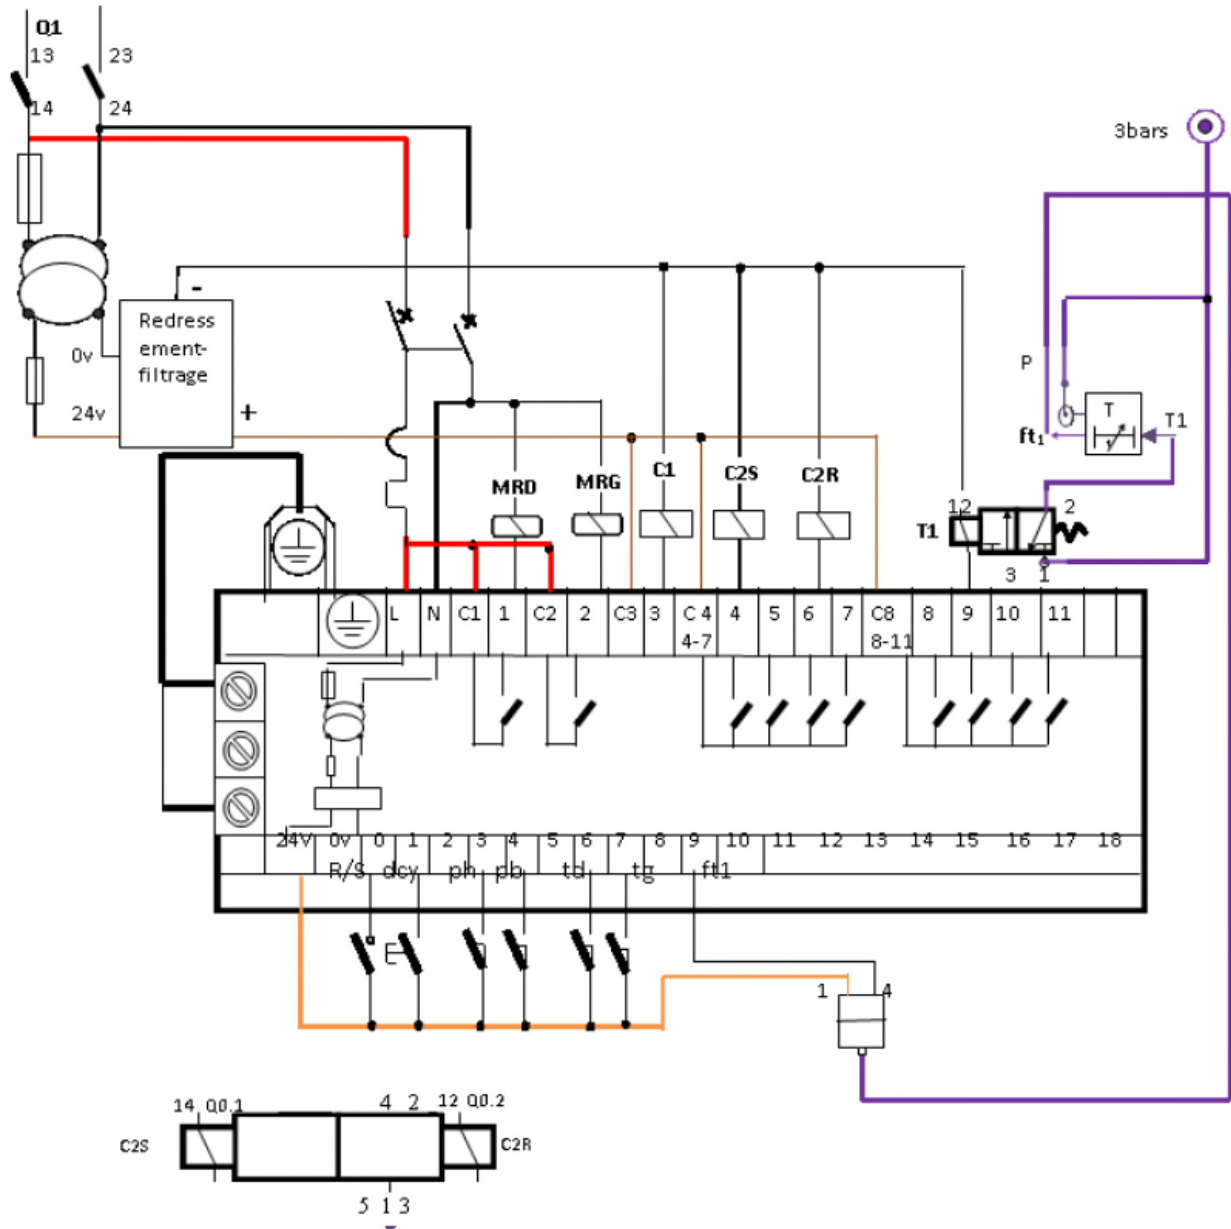 Q1
13
23
14
24
3bars
-
Redress
ement-
filtrage
0v
24v
+
P
T
T1
ft₁
MRD
MRG
C1
C2S
C2R
12
2
T1
3
1
L
N
C1
1
C2
2
C3
3
C 4
4
5
6
7
C8
8
9
10
11
4-7
8-11
24V
0v
0
1
2
3
4
5
6
7
8
9
10
11
12
13
14
15
16
17
18
R/S
dcy
ph
pb
td
tg
ft1
1
4
14
Q0.1
4
2
12
Q0.2
C2S
C2R
5
1
3